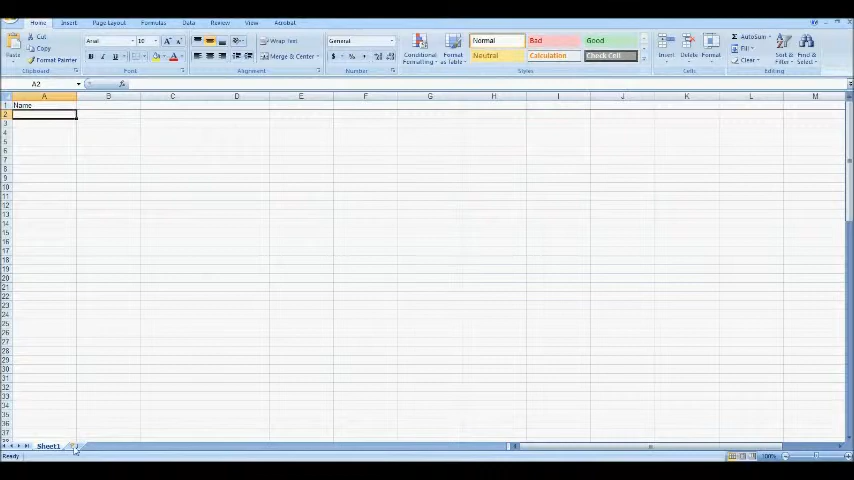 Home Insert Page Layout Formulas Data Review View Acrobat
Cut
Copy
Format Painter
Paste
Clipboard
Arial 10
B I U
Font
Wrap Text
Merge & Center
Alignment
General
$ % ,
Number
Conditional Formatting
Format as Table
Normal Bad Good
Neutral Calculation Check Cell
Styles
Insert Delete Format
Cells
Σ AutoSum
Fill
Clear
Sort & Filter
Find & Select
Editing
A2 fx
A B C D E F G H I J K L M
1 Name
2
3
4
5
6
7
8
9
10
11
12
13
14
15
16
17
18
19
20
21
22
23
24
25
26
27
28
29
30
31
32
33
34
35
36
37
Sheet1
Ready 100%